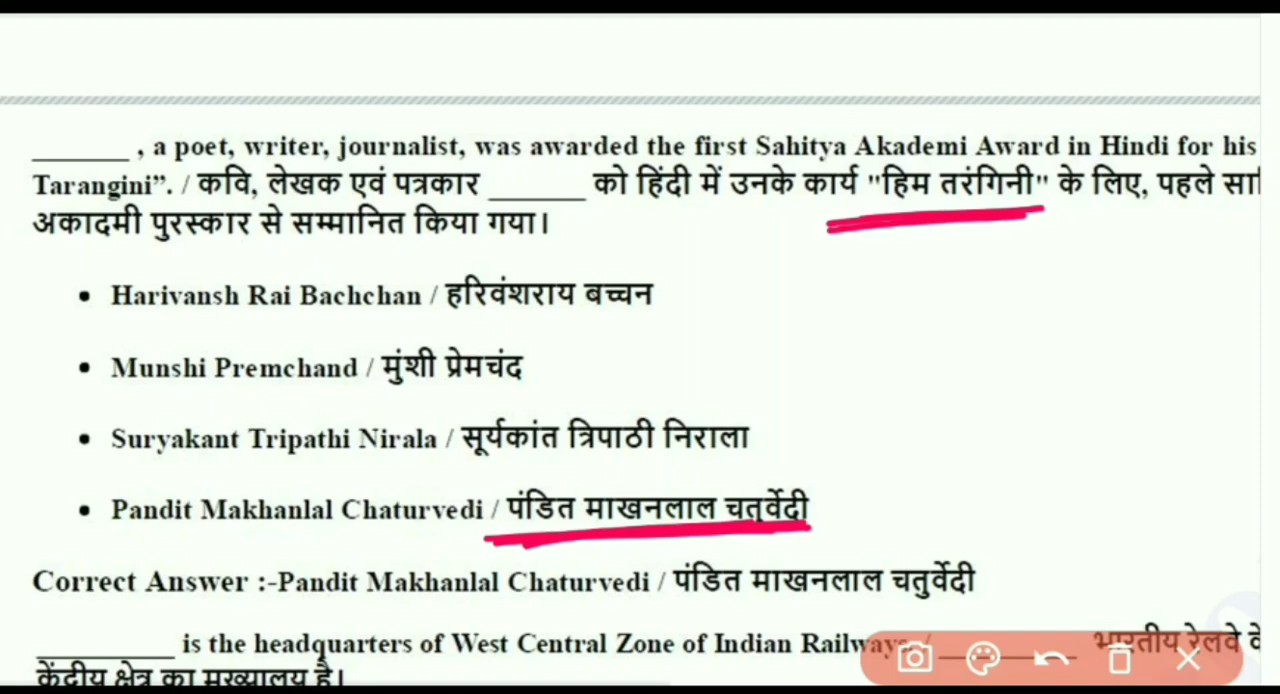 _______ , a poet, writer, journalist, was awarded the first Sahitya Akademi Award in Hindi for his
Tarangini”. / कवि, लेखक एवं पत्रकार _______ को हिंदी में उनके कार्य "हिम तरंगिनी" के लिए, पहले सा
अकादमी पुरस्कार से सम्मानित किया गया।
• Harivansh Rai Bachchan / हरिवंशराय बच्चन
• Munshi Premchand / मुंशी प्रेमचंद
• Suryakant Tripathi Nirala / सूर्यकांत त्रिपाठी निराला
• Pandit Makhanlal Chaturvedi / पंडित माखनलाल चतुर्वेदी
Correct Answer :-Pandit Makhanlal Chaturvedi / पंडित माखनलाल चतुर्वेदी
__________ is the headquarters of West Central Zone of Indian Railways. / __________ भारतीय रेलवे के
केंद्रीय क्षेत्र का मुख्यालय है।